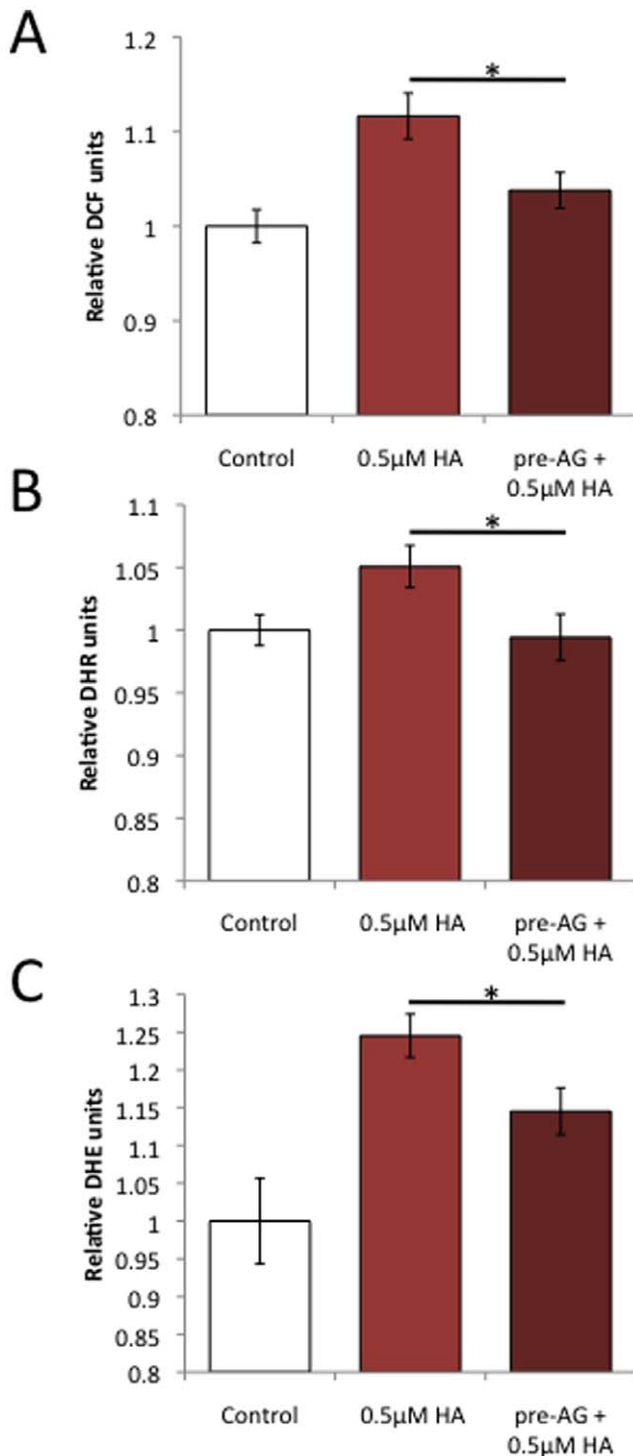 A
Relative DCF units
1.2
1.1
1
0.9
0.8
*
Control
0.5µM HA
pre-AG +
0.5µM HA
B
Relative DHR units
1.1
1.05
1
0.95
0.9
0.85
0.8
*
Control
0.5µM HA
pre-AG +
0.5µM HA
C
Relative DHE units
1.3
1.25
1.2
1.15
1.1
1.05
1
0.95
0.9
0.85
0.8
*
Control
0.5µM HA
pre-AG +
0.5µM HA